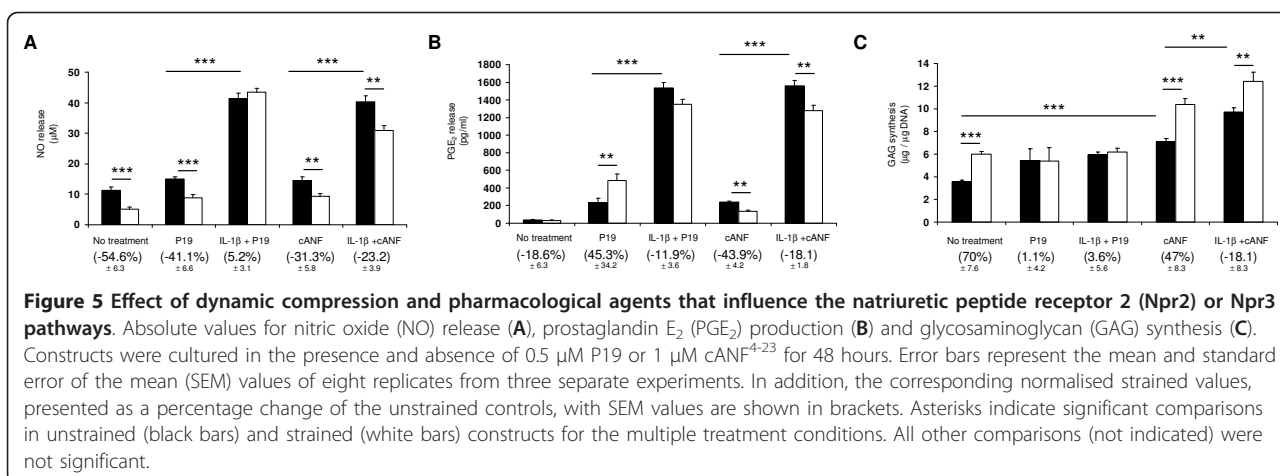 A
NO release
(µM)
50
40
30
20
10
0
***
***
***
***
**
**
No treatment P19 IL-1β + P19 cANF IL-1β +cANF
(-54.6%) (-41.1%) (5.2%) (-31.3%) (-23.2)
± 6.3 ± 6.6 ± 3.1 ± 5.8 ± 3.9
B
PGE2 release
(pg/ml)
1800
1600
1400
1200
1000
800
600
400
200
0
***
***
**
**
**
No treatment P19 IL-1β + P19 cANF IL-1β +cANF
(-18.6%) (45.3%) (-11.9%) (-43.9%) (-18.1)
± 6.3 ± 34.2 ± 3.6 ± 4.2 ± 1.8
C
GAG synthesis
(µg / µg DNA)
14
12
10
8
6
4
2
0
**
**
***
***
***
No treatment P19 IL-1β + P19 cANF IL-1β +cANF
(70%) (1.1%) (3.6%) (47%) (-18.1)
± 7.6 ± 4.2 ± 5.6 ± 8.3 ± 8.3
Figure 5 Effect of dynamic compression and pharmacological agents that influence the natriuretic peptide receptor 2 (Npr2) or Npr3
pathways. Absolute values for nitric oxide (NO) release (A), prostaglandin E2 (PGE2) production (B) and glycosaminoglycan (GAG) synthesis (C).
Constructs were cultured in the presence and absence of 0.5 µM P19 or 1 µM cANF4-23 for 48 hours. Error bars represent the mean and standard
error of the mean (SEM) values of eight replicates from three separate experiments. In addition, the corresponding normalised strained values,
presented as a percentage change of the unstrained controls, with SEM values are shown in brackets. Asterisks indicate significant comparisons
in unstrained (black bars) and strained (white bars) constructs for the multiple treatment conditions. All other comparisons (not indicated) were
not significant.